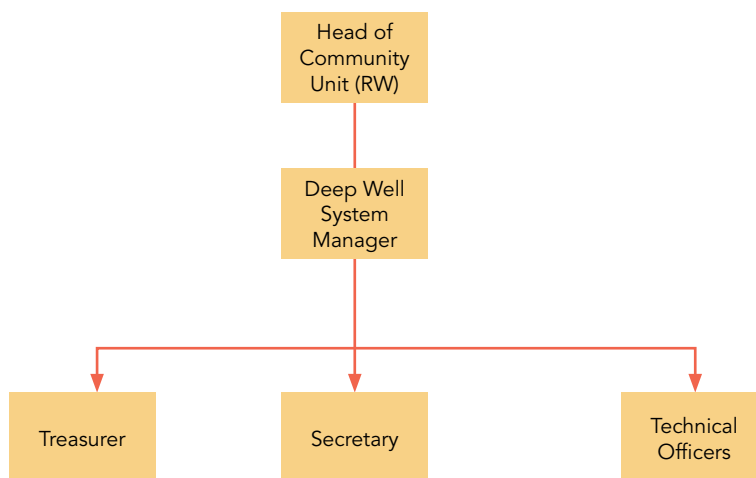 Head of
Community
Unit (RW)
Deep Well
System
Manager
Treasurer
Secretary
Technical
Officers